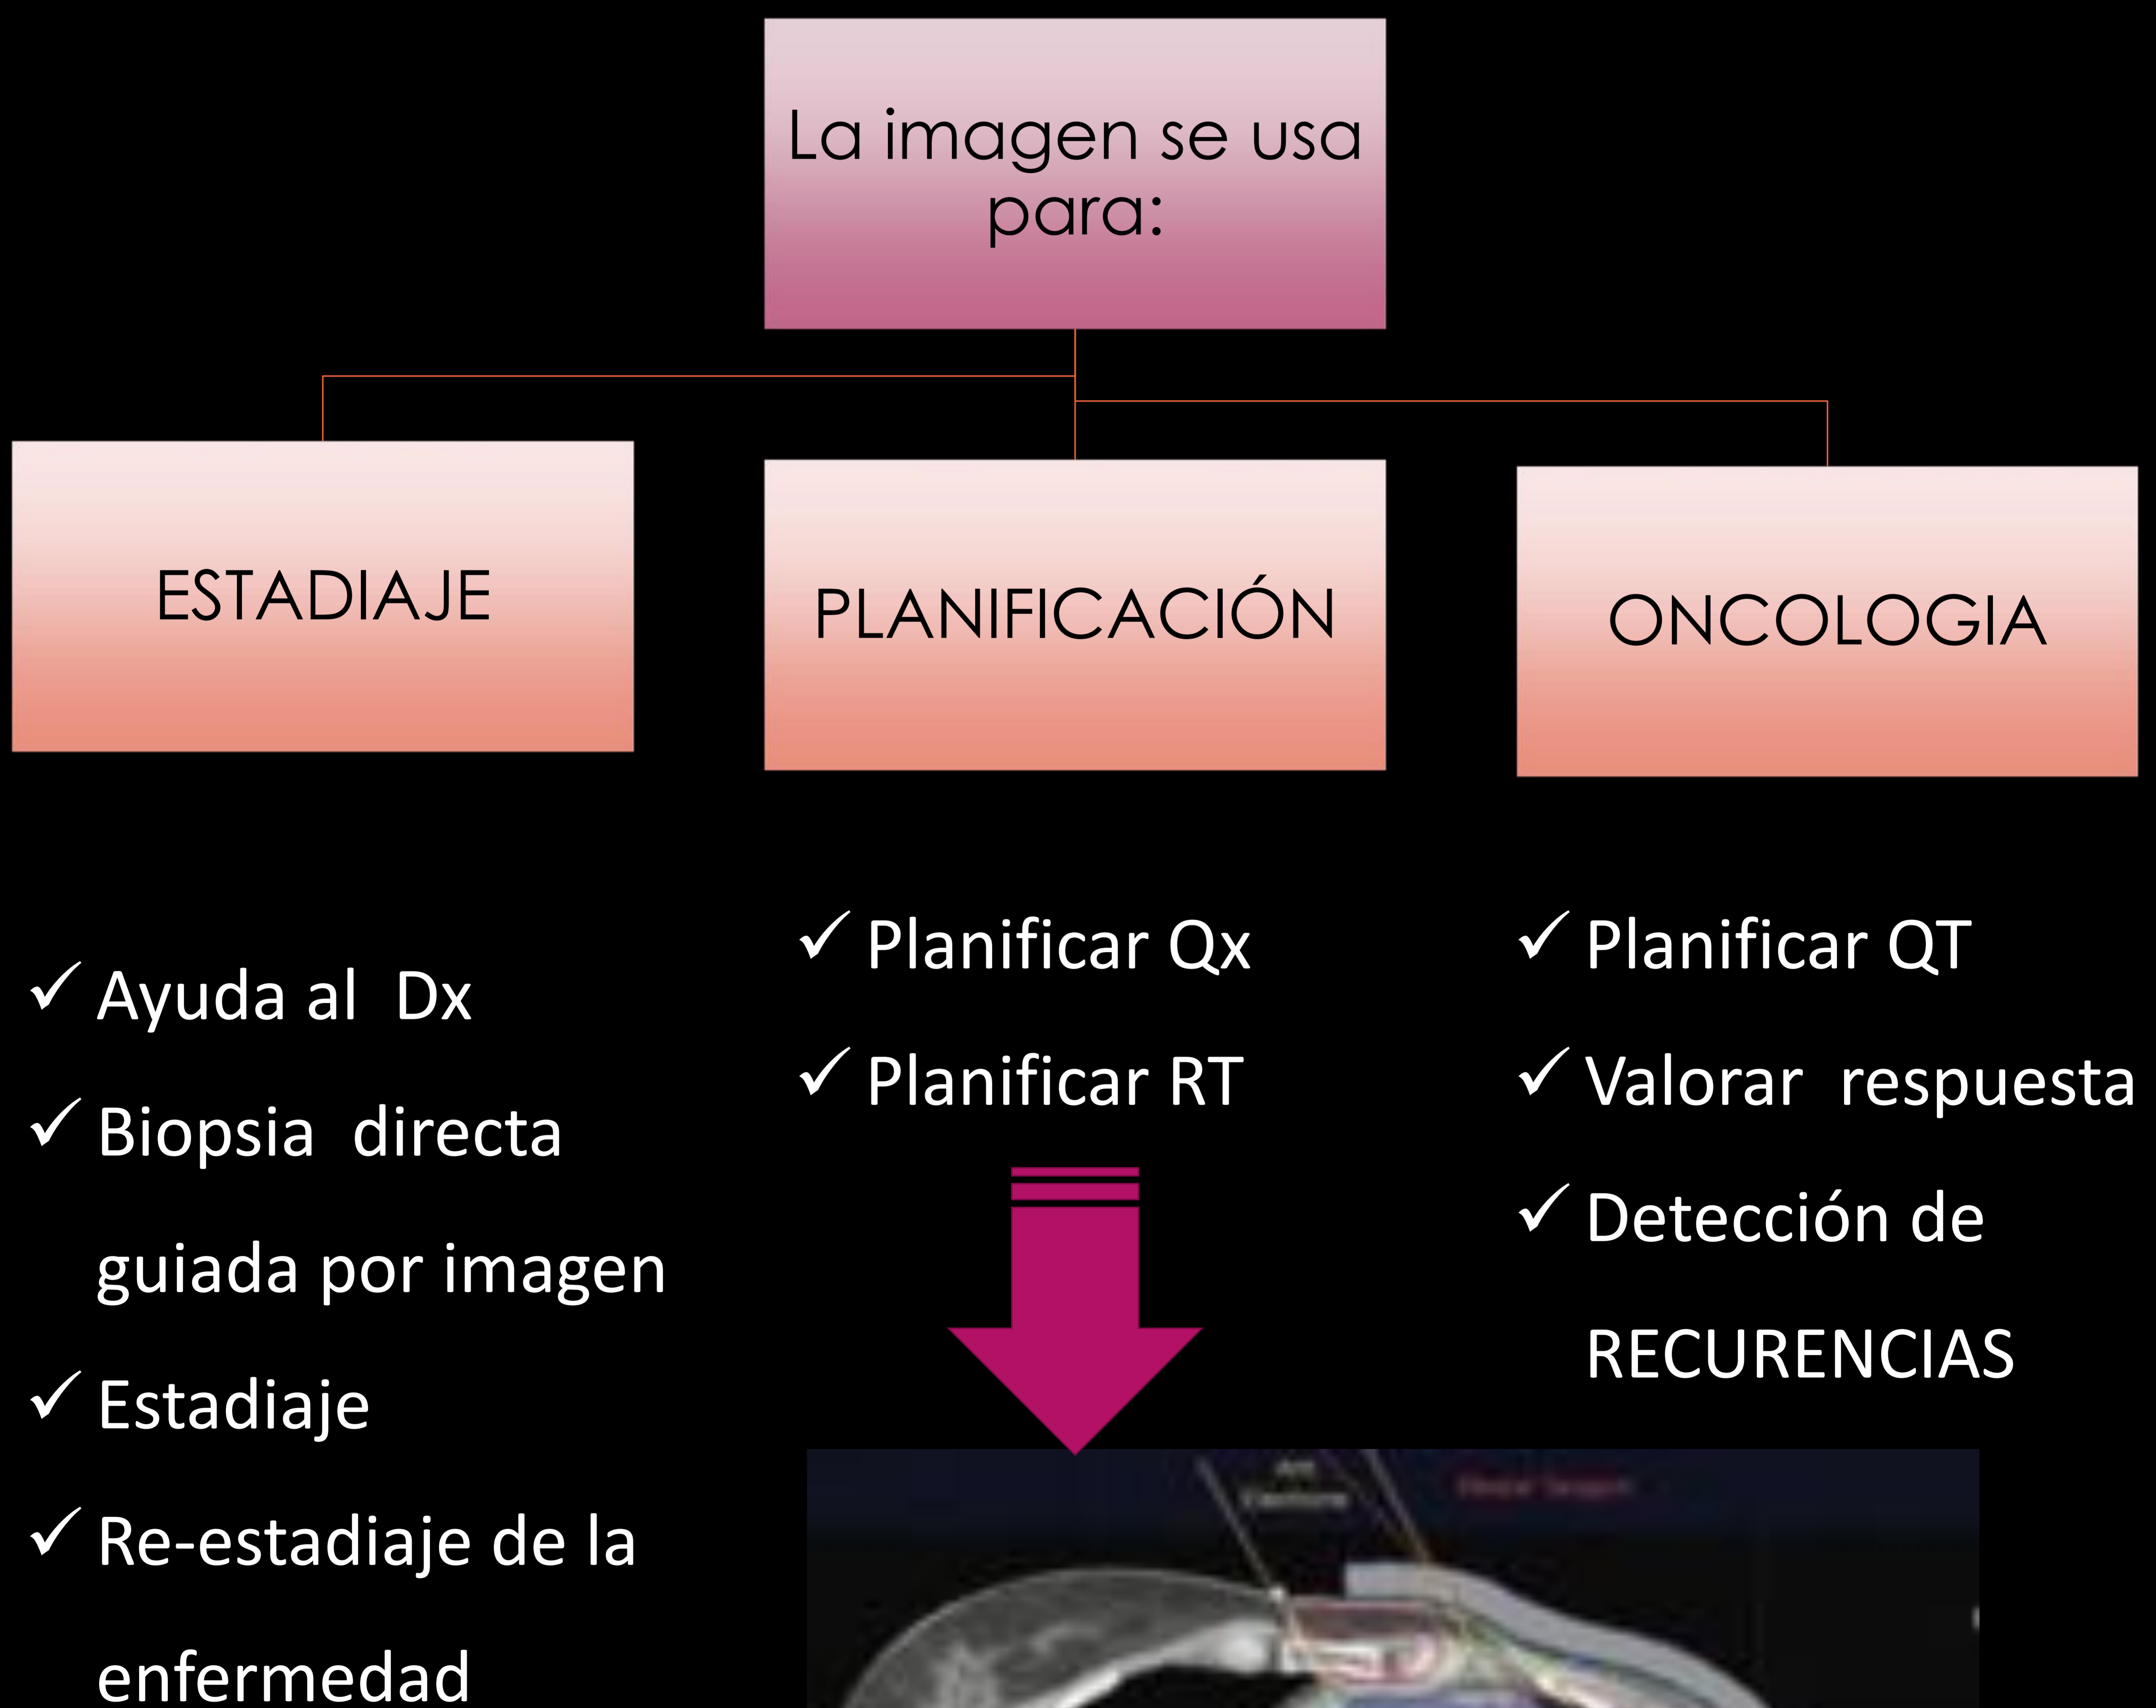 La imagen se usa
para:
ESTADIAJE
PLANIFICACIÓN
ONCOLOGIA
✓ Ayuda al Dx
✓ Biopsia directa
guiada por imagen
✓ Estadiaje
✓ Re-estadiaje de la
enfermedad
✓ Planificar Qx
✓ Planificar RT
✓ Planificar QT
✓ Valorar respuesta
✓ Detección de
RECURENCIAS